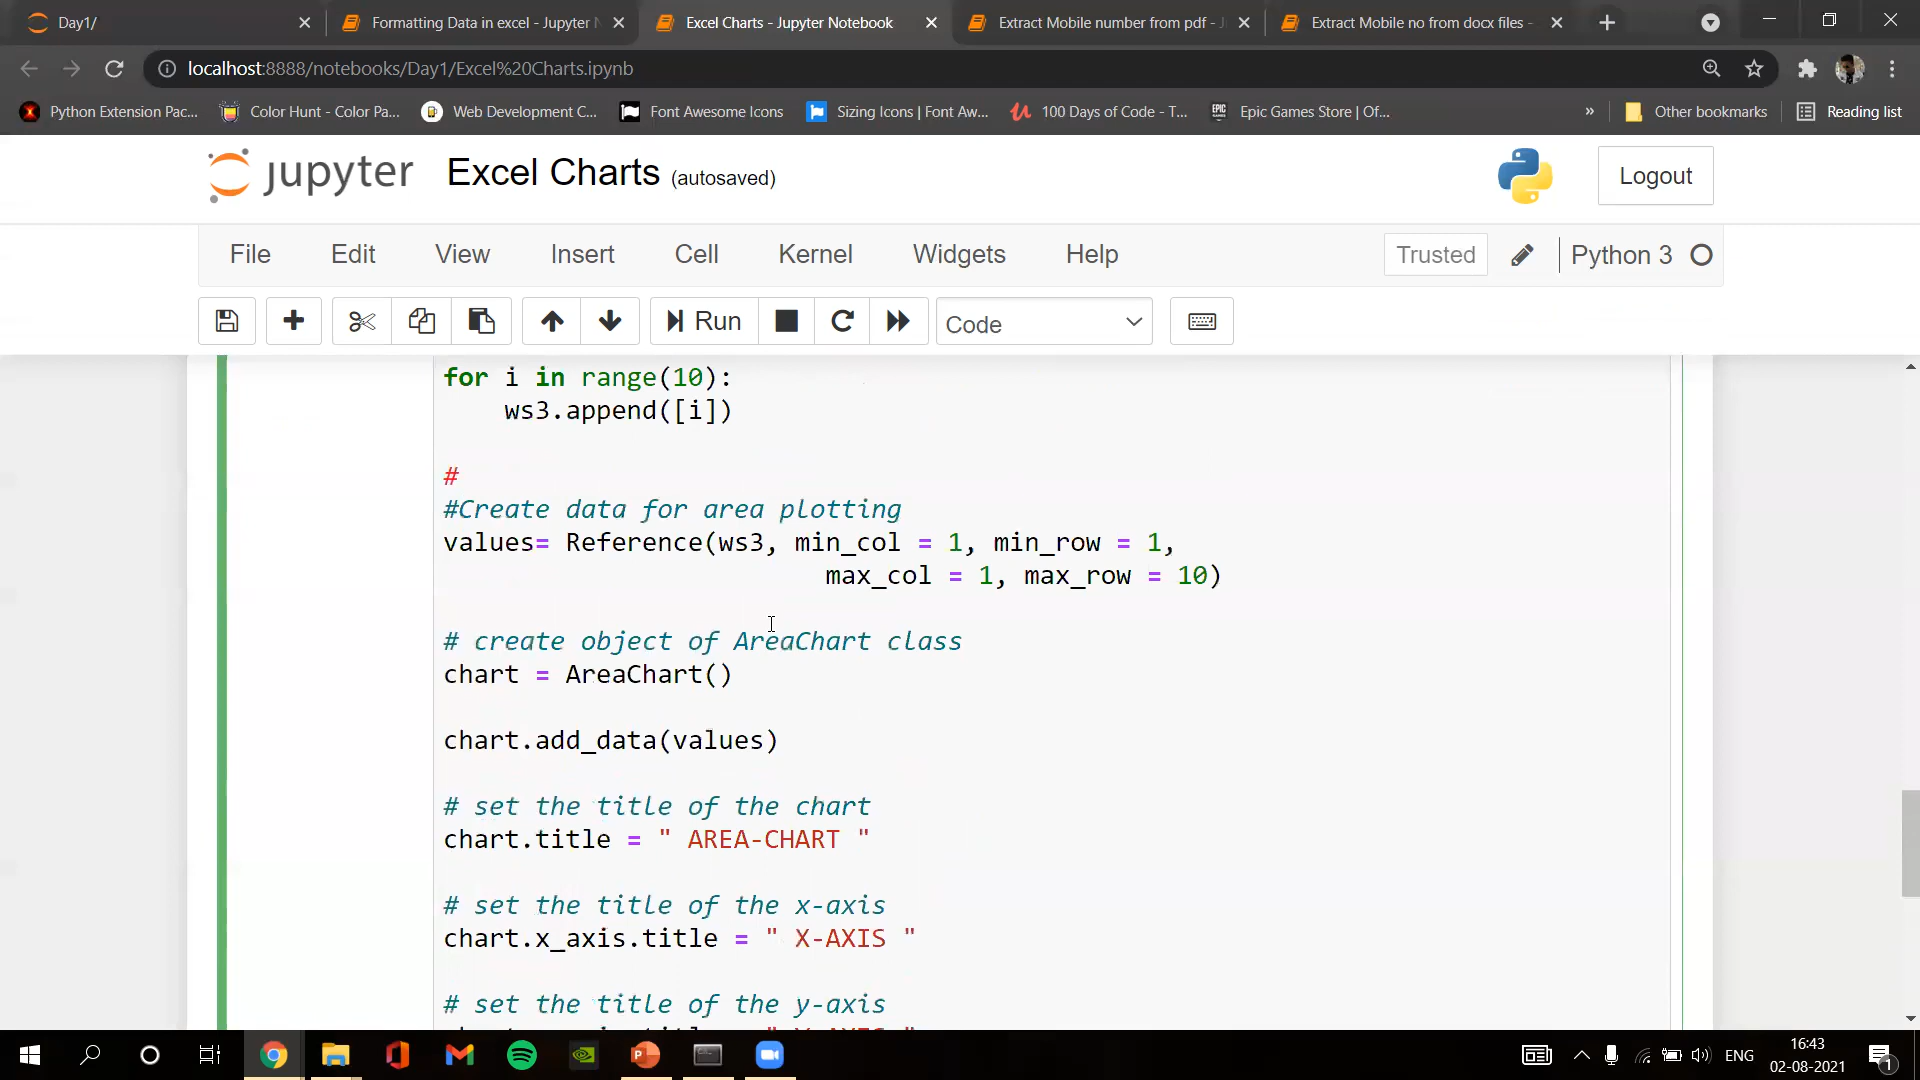 Day1/
Formatting Data in excel - Jupyter N
Excel Charts - Jupyter Notebook
Extract Mobile number from pdf - J
Extract Mobile no from docx files -
localhost:8888/notebooks/Day1/Excel%20Charts.ipynb
Python Extension Pac...
Color Hunt - Color Pa...
Web Development C...
Font Awesome Icons
Sizing Icons | Font Aw...
100 Days of Code - T...
Epic Games Store | Of...
»
Other bookmarks
Reading list
jupyter Excel Charts (autosaved)
Logout
File Edit View Insert Cell Kernel Widgets Help
Trusted Python 3
Run Code
for i in range(10):
ws3.append([i])
#
#Create data for area plotting
values= Reference(ws3, min_col = 1, min_row = 1,
max_col = 1, max_row = 10)
# create object of AreaChart class
chart = AreaChart()
chart.add_data(values)
# set the title of the chart
chart.title = " AREA-CHART "
# set the title of the x-axis
chart.x_axis.title = " X-AXIS "
# set the title of the y-axis
ENG
16:43
02-08-2021
1